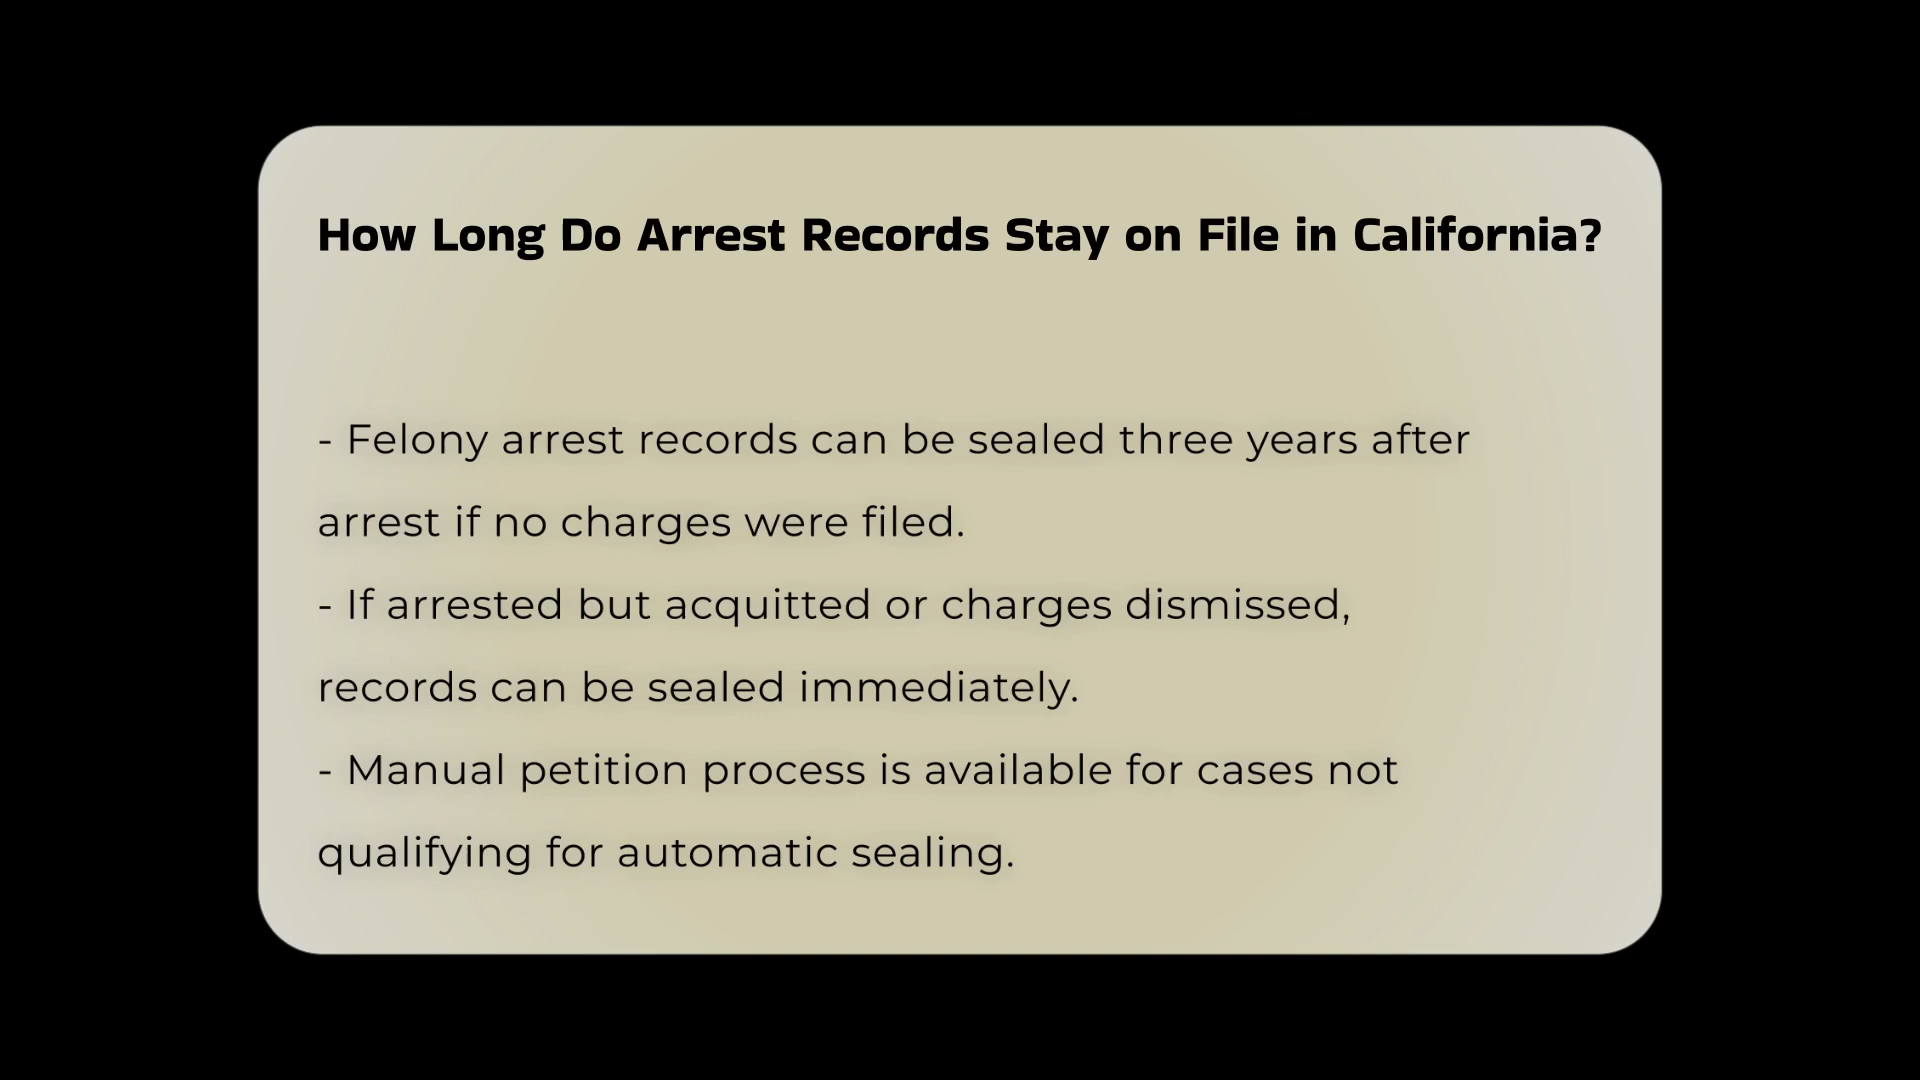 How Long Do Arrest Records Stay on File in California?
- Felony arrest records can be sealed three years after
arrest if no charges were filed.
- If arrested but acquitted or charges dismissed,
records can be sealed immediately.
- Manual petition process is available for cases not
qualifying for automatic sealing.